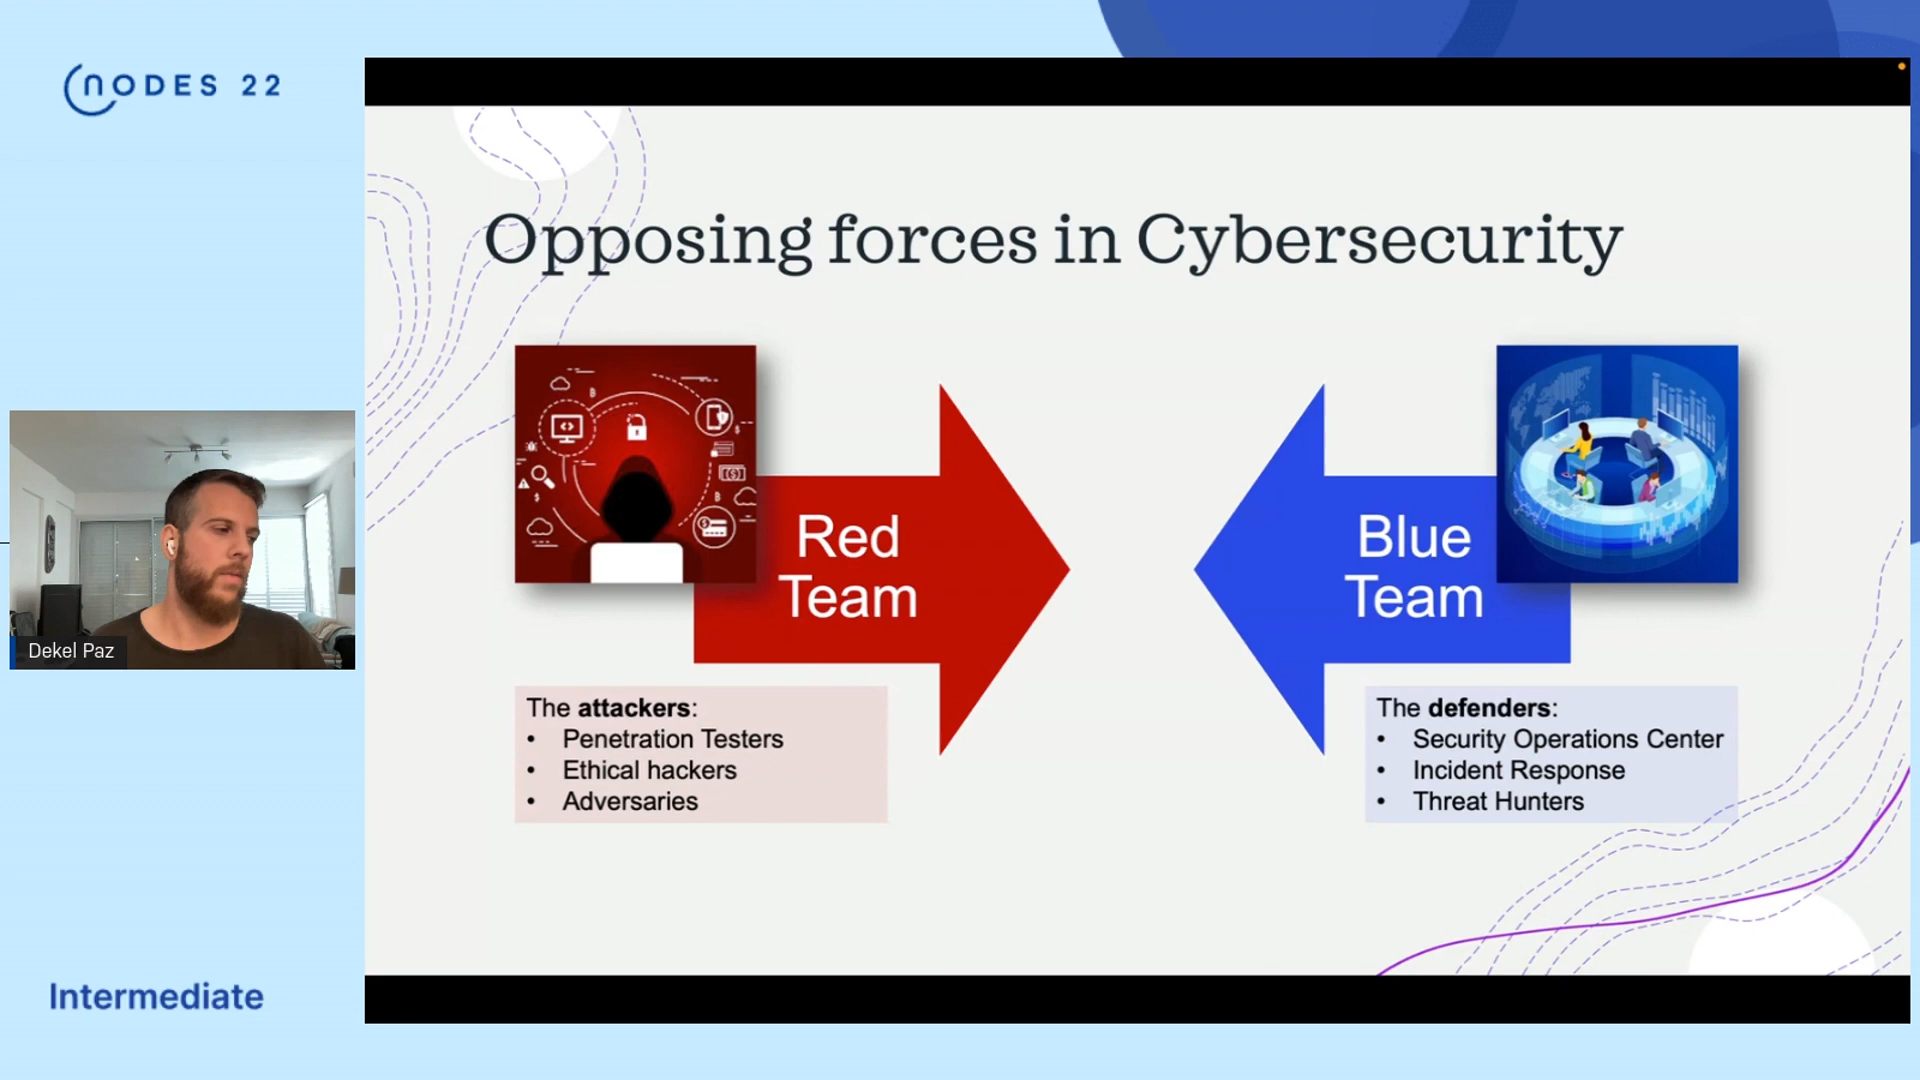 NODES 22
Opposing forces in Cybersecurity
Red
Team
Blue
Team
The attackers:
• Penetration Testers
• Ethical hackers
• Adversaries
The defenders:
• Security Operations Center
• Incident Response
• Threat Hunters
Dekel Paz
Intermediate